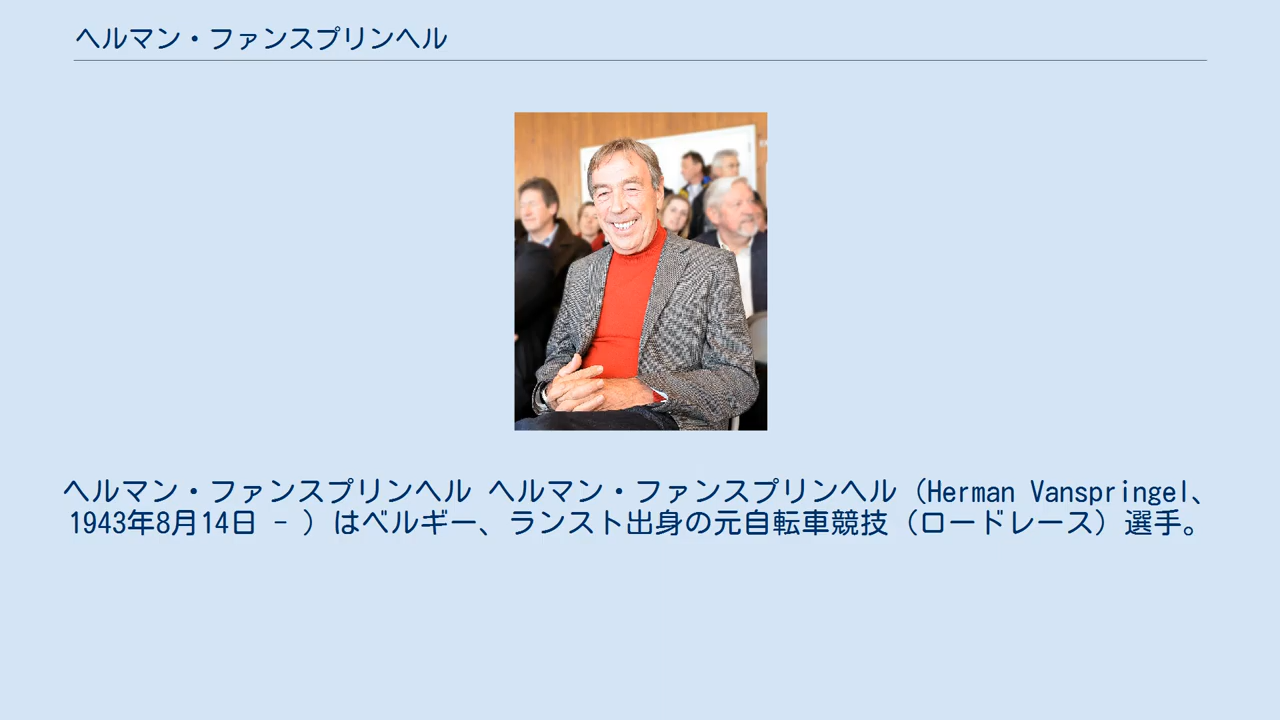 ヘルマン・ファンスプリンヘル
ヘルマン・ファンスプリンヘル ヘルマン・ファンスプリンヘル（Herman Vanspringel、
1943年8月14日 - ）はベルギー、ランスト出身の元自転車競技（ロードレース）選手。